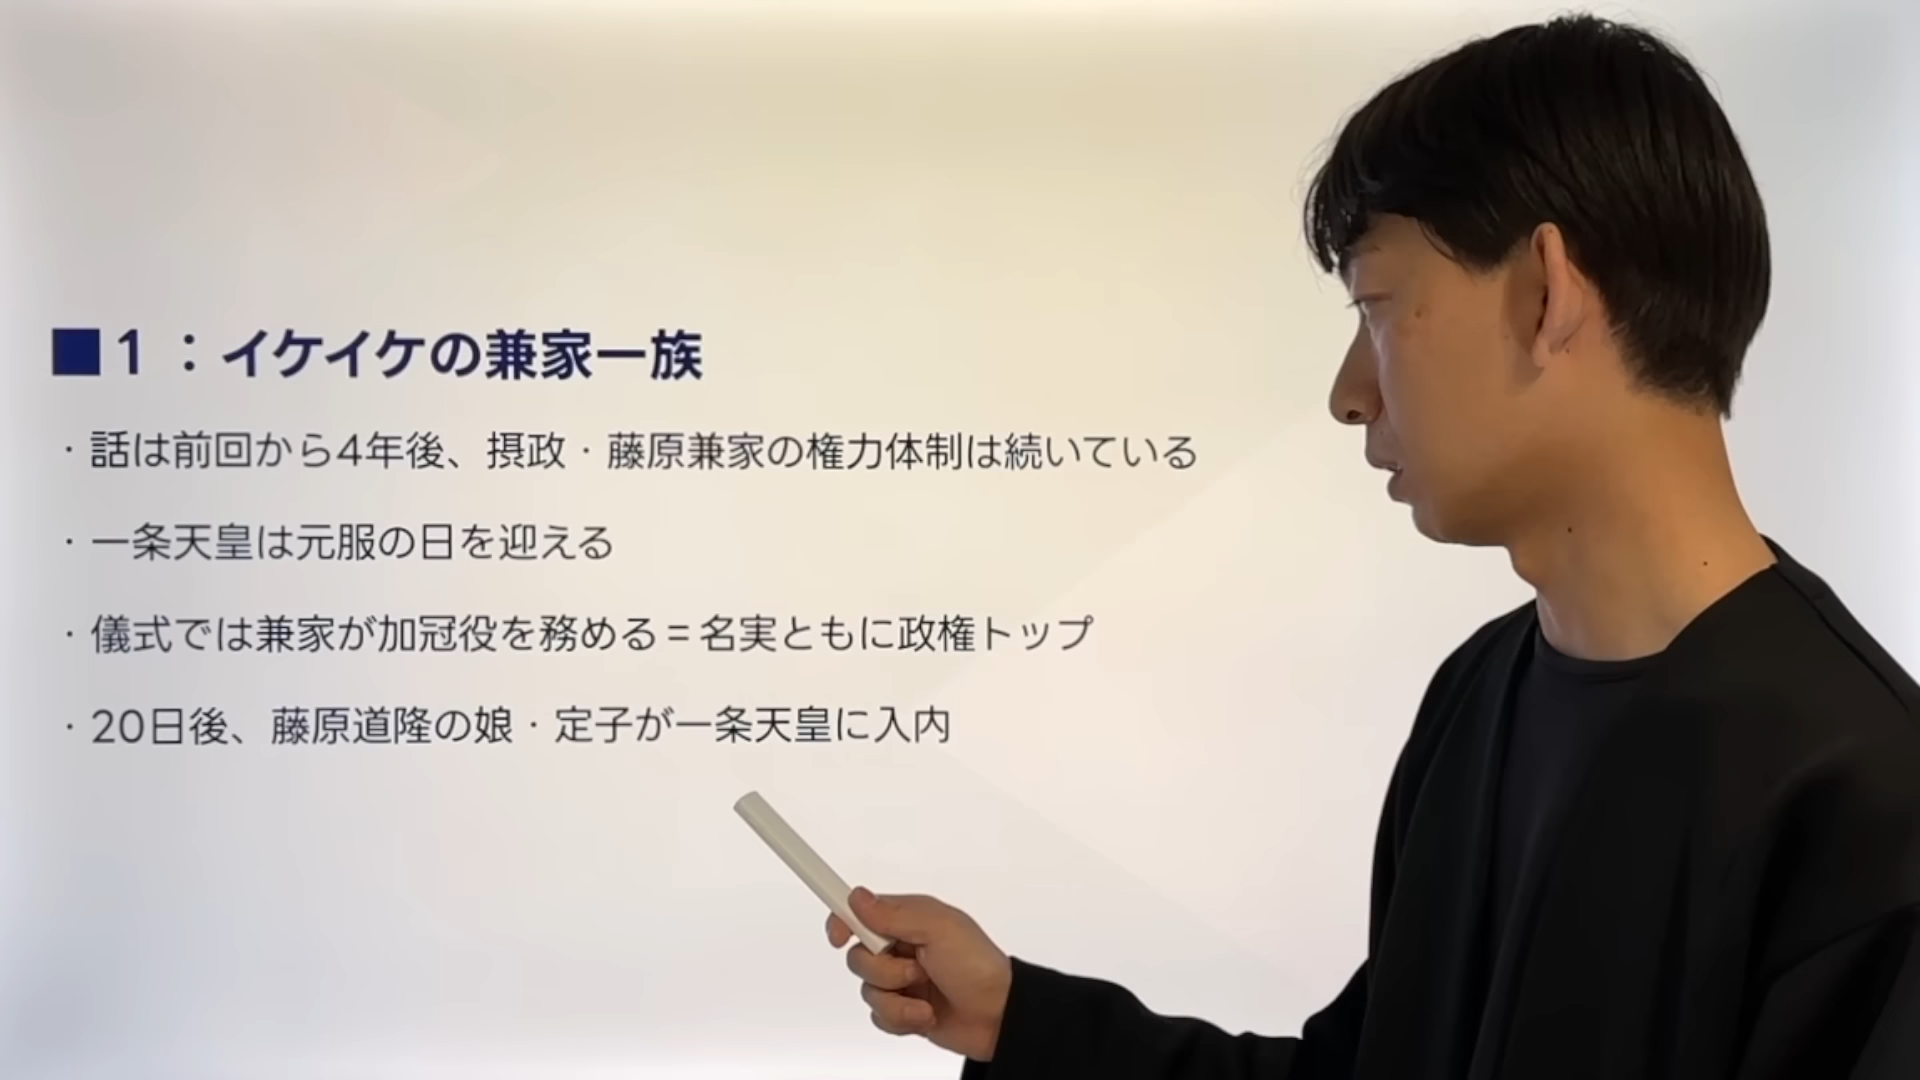 ■1：イケイケの兼家一族
・話は前回から4年後、摂政・藤原兼家の権力体制は続いている
・一条天皇は元服の日を迎える
・儀式では兼家が加冠役を務める＝名実ともに政権トップ
・20日後、藤原道隆の娘・定子が一条天皇に入内